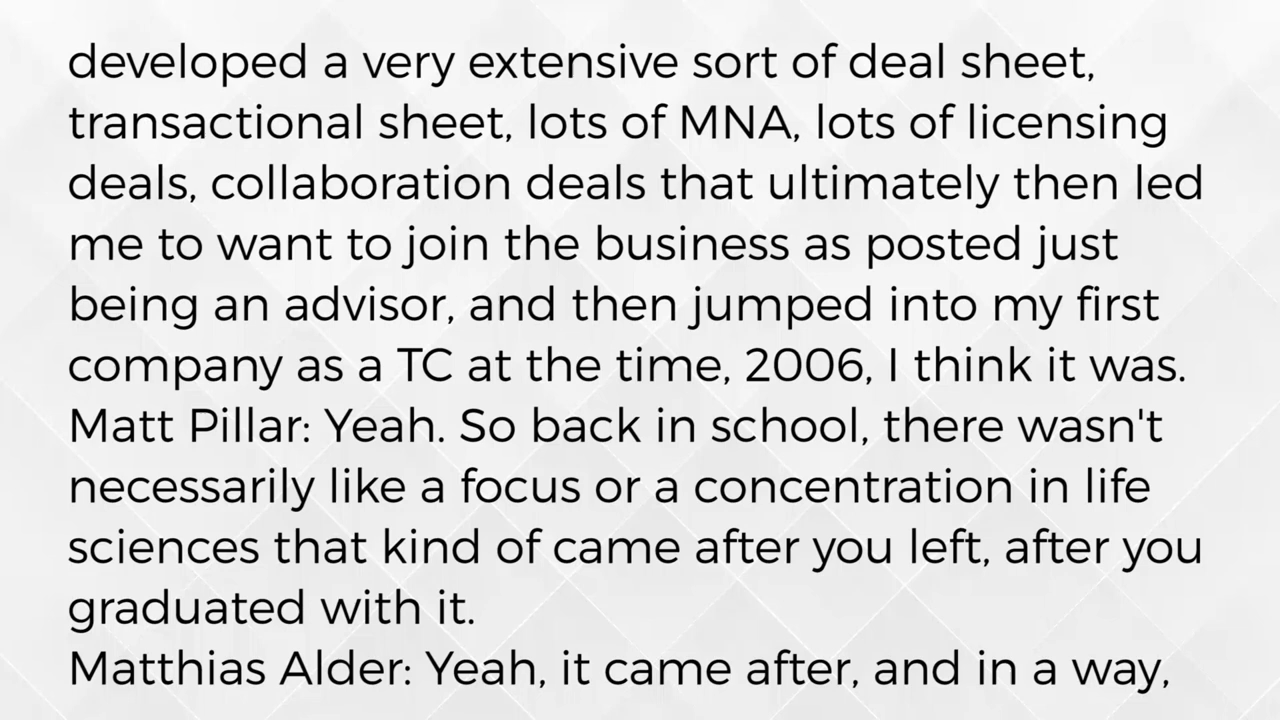 developed a very extensive sort of deal sheet,
transactional sheet, lots of MNA, lots of licensing
deals, collaboration deals that ultimately then led
me to want to join the business as posted just
being an advisor, and then jumped into my first
company as a TC at the time, 2006, I think it was.
Matt Pillar: Yeah. So back in school, there wasn't
necessarily like a focus or a concentration in life
sciences that kind of came after you left, after you
graduated with it.
Matthias Alder: Yeah, it came after, and in a way,